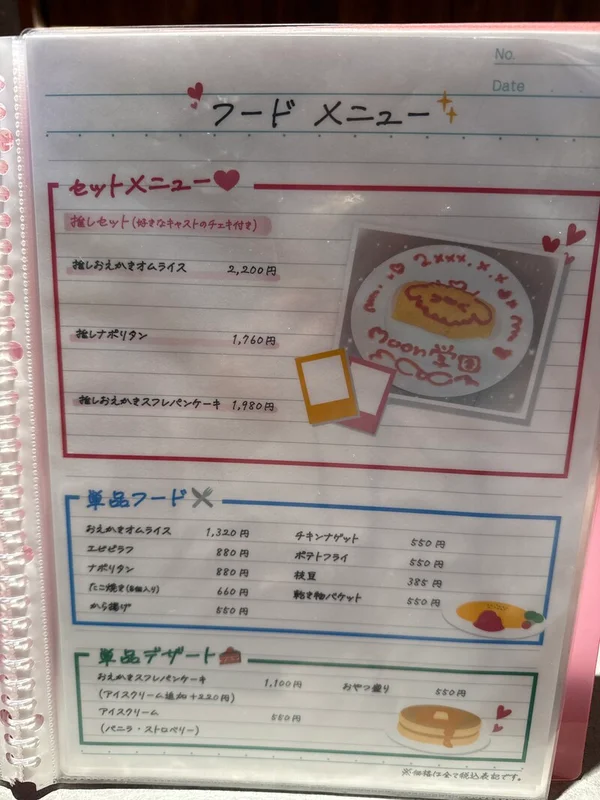 No.
Date
フード メニュー
セットメニュー
推しセット(好きなキャストのチェキ付き)
推しおえかきオムライス 2,200円
推しナポリタン 1,760円
推しおえかきスフレパンケーキ 1,980円
2xxx.x.x
Moon学園
単品フード
おえかきオムライス 1,320円
エビピラフ 880円
ナポリタン 880円
たこ焼き(6個入り) 660円
から揚げ 550円
チキンナゲット 550円
ポテトフライ 550円
枝豆 385円
乾き物バケット 550円
単品デザート
おえかきスフレパンケーキ 1,100円
(アイスクリーム追加+220円)
アイスクリーム 550円
(バニラ・ストロベリー)
おやつ盛り 550円
※価格は全て税込表記です。